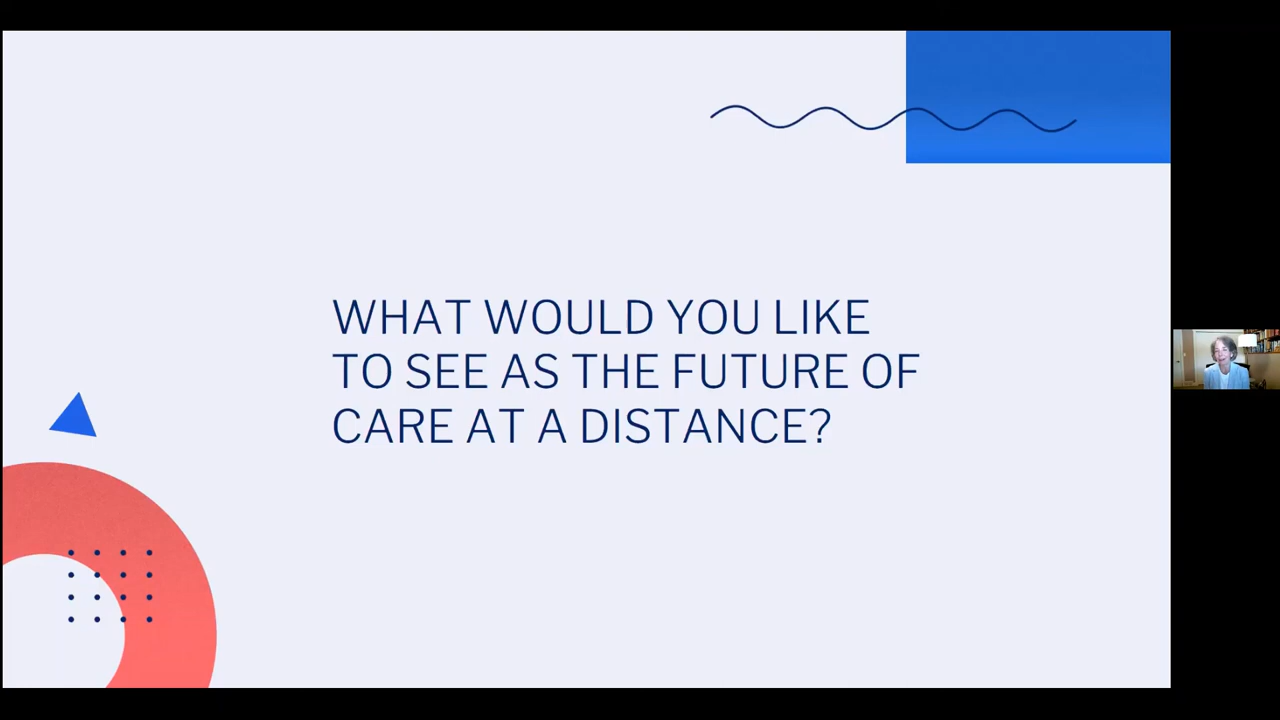 WHAT WOULD YOU LIKE
TO SEE AS THE FUTURE OF
CARE AT A DISTANCE?